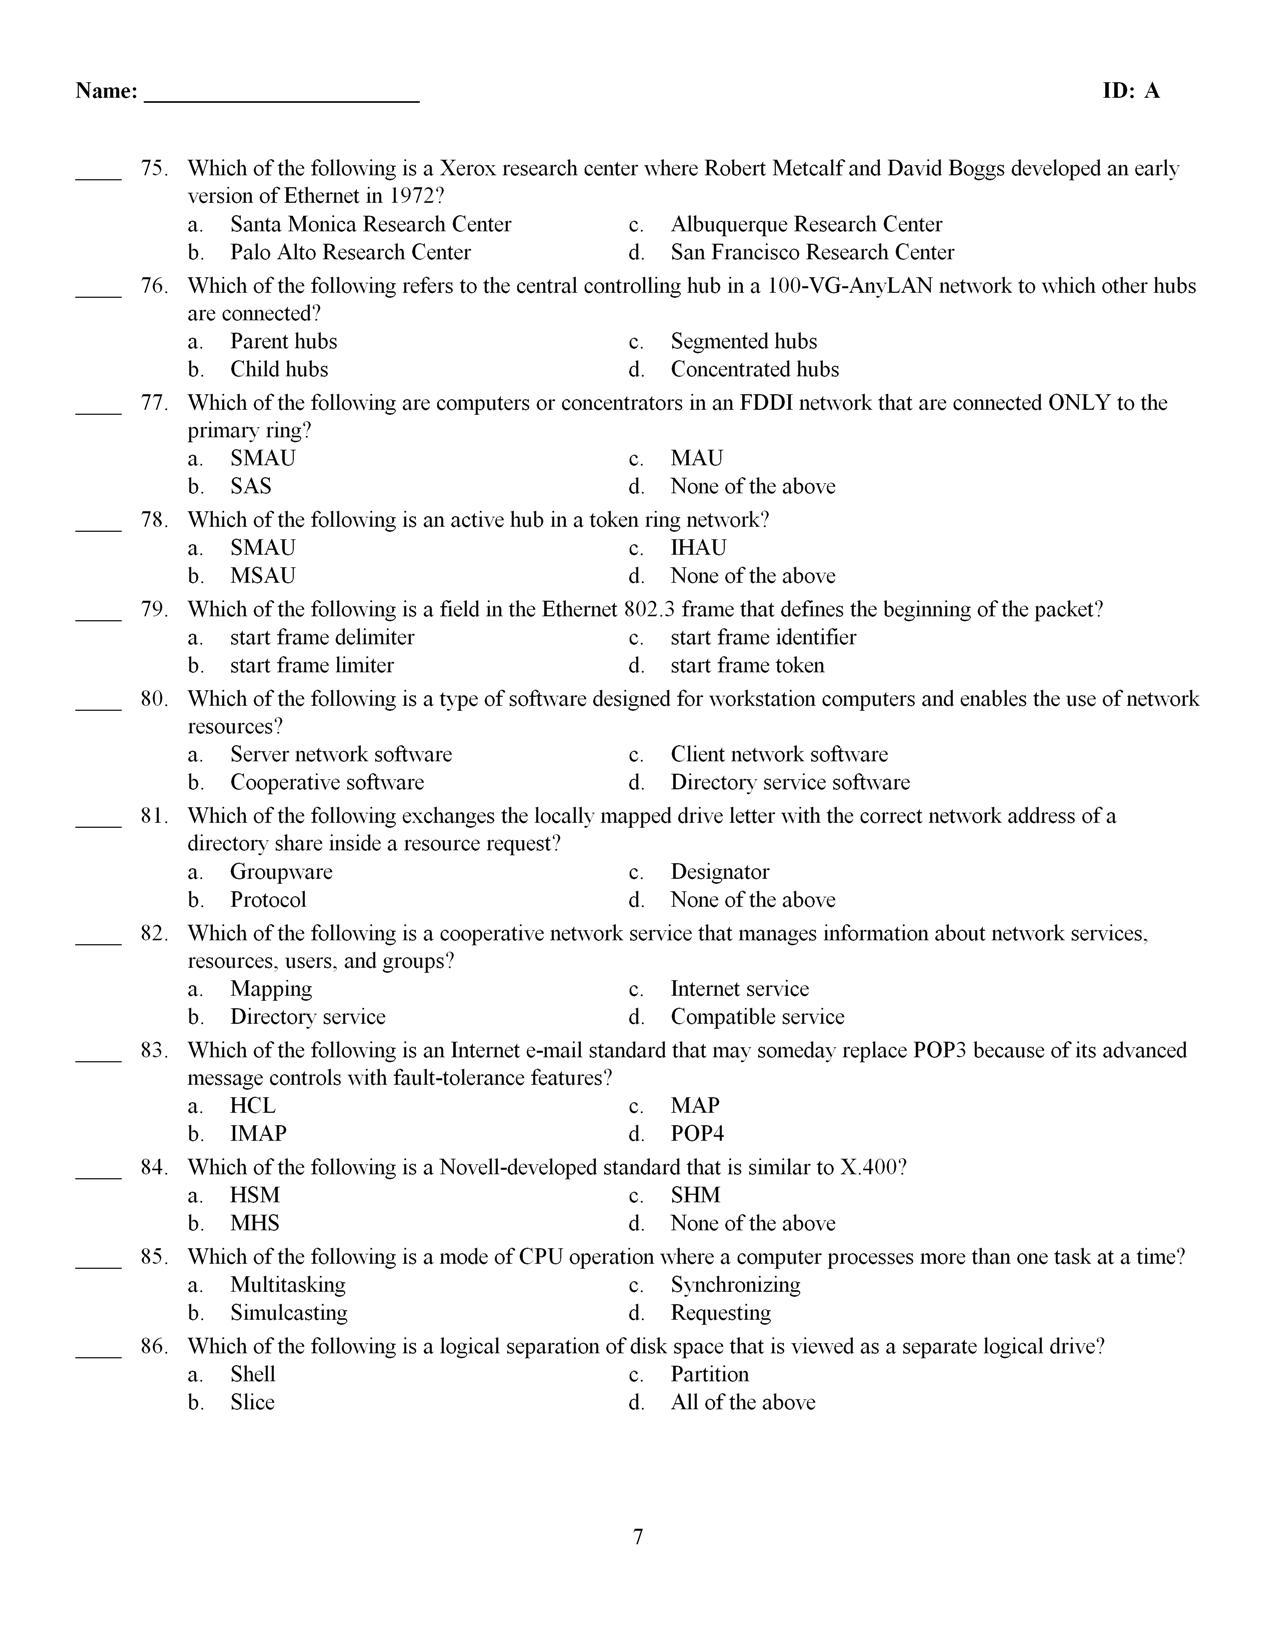 Name: ____________________ ID: A
____ 75. Which of the following is a Xerox research center where Robert Metcalf and David Boggs developed an early
version of Ethernet in 1972?
a. Santa Monica Research Center c. Albuquerque Research Center
b. Palo Alto Research Center d. San Francisco Research Center
____ 76. Which of the following refers to the central controlling hub in a 100-VG-AnyLAN network to which other hubs
are connected?
a. Parent hubs c. Segmented hubs
b. Child hubs d. Concentrated hubs
____ 77. Which of the following are computers or concentrators in an FDDI network that are connected ONLY to the
primary ring?
a. SMAU c. MAU
b. SAS d. None of the above
____ 78. Which of the following is an active hub in a token ring network?
a. SMAU c. IHAU
b. MSAU d. None of the above
____ 79. Which of the following is a field in the Ethernet 802.3 frame that defines the beginning of the packet?
a. start frame delimiter c. start frame identifier
b. start frame limiter d. start frame token
____ 80. Which of the following is a type of software designed for workstation computers and enables the use of network
resources?
a. Server network software c. Client network software
b. Cooperative software d. Directory service software
____ 81. Which of the following exchanges the locally mapped drive letter with the correct network address of a
directory share inside a resource request?
a. Groupware c. Designator
b. Protocol d. None of the above
____ 82. Which of the following is a cooperative network service that manages information about network services,
resources, users, and groups?
a. Mapping c. Internet service
b. Directory service d. Compatible service
____ 83. Which of the following is an Internet e-mail standard that may someday replace POP3 because of its advanced
message controls with fault-tolerance features?
a. HCL c. MAP
b. IMAP d. POP4
____ 84. Which of the following is a Novell-developed standard that is similar to X.400?
a. HSM c. SHM
b. MHS d. None of the above
____ 85. Which of the following is a mode of CPU operation where a computer processes more than one task at a time?
a. Multitasking c. Synchronizing
b. Simulcasting d. Requesting
____ 86. Which of the following is a logical separation of disk space that is viewed as a separate logical drive?
a. Shell c. Partition
b. Slice d. All of the above
7